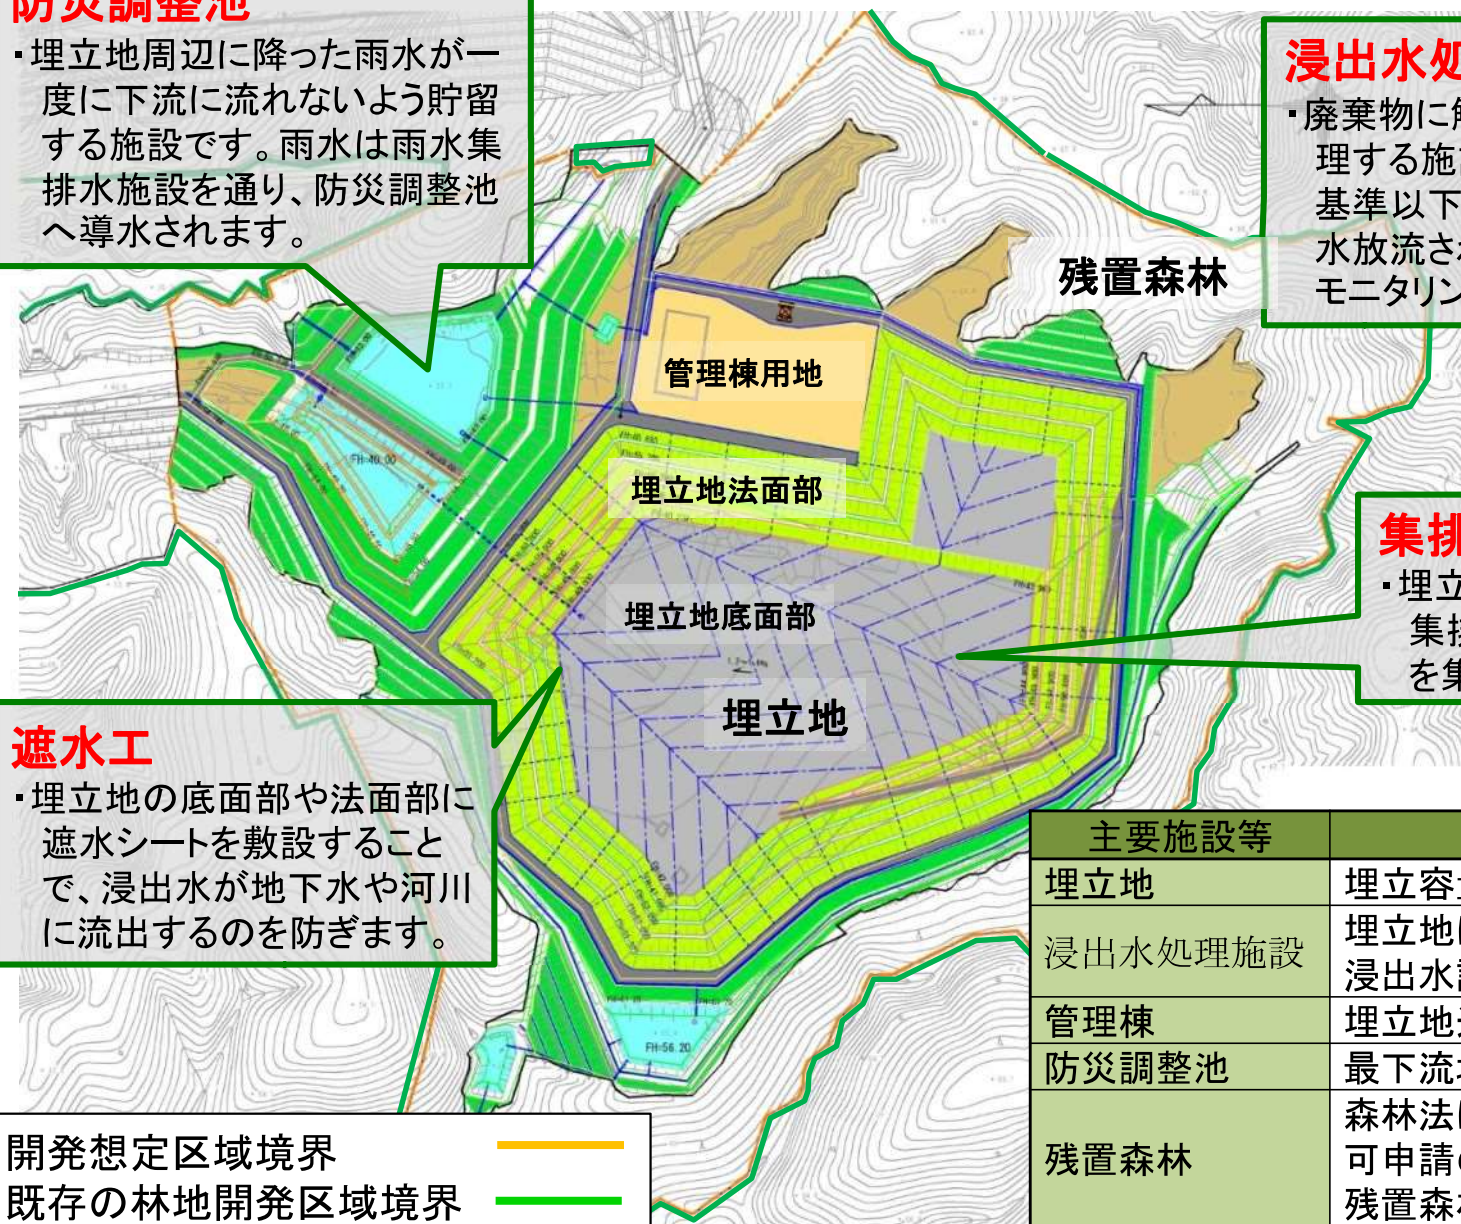 防災調整池
・埋立地周辺に降った雨水が一
度に下流に流れないよう貯留
する施設です。雨水は雨水集
排水施設を通り、防災調整池
へ導水されます。
浸出水処
・廃棄物に
理する施
基準以下
水放流さ
モニタリン
残置森林
管理棟用地
埋立地法面部
FH=40.00
集排
・埋立
集排
を集
埋立地底面部
埋立地
遮水工
・埋立地の底面部や法面部に
遮水シートを敷設すること
で、浸出水が地下水や河川
に流出するのを防ぎます。
FH=56.20
主要施設等
埋立地
埋立容
浸出水処理施設
埋立地
浸出水
管理棟
埋立地
防災調整池
最下流
残置森林
森林法
可申請
残置森
開発想定区域境界
既存の林地開発区域境界